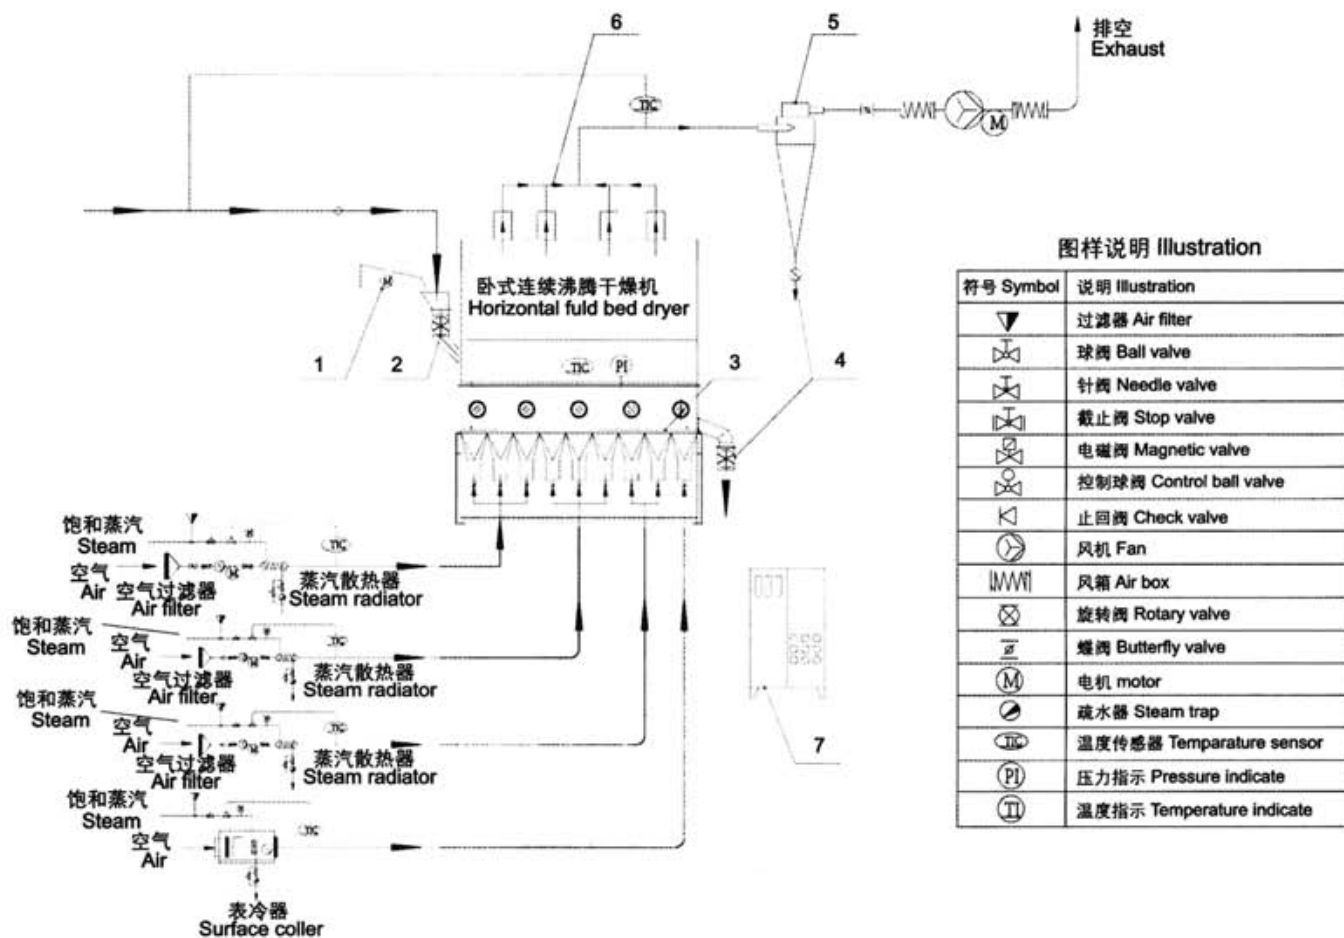 6
5
排空
Exhaust
TIC
M
卧式连续沸腾干燥机
Horizontal fuld bed dryer
M
1
2
TIC
PI
3
4
图样说明 Illustration
符号 Symbol
说明 Illustration
过滤器 Air filter
球阀 Ball valve
针阀 Needle valve
截止阀 Stop valve
电磁阀 Magnetic valve
控制球阀 Control ball valve
止回阀 Check valve
风机 Fan
风箱 Air box
旋转阀 Rotary valve
蝶阀 Butterfly valve
M
电机 motor
疏水器 Steam trap
TIC
温度传感器 Temparature sensor
PI
压力指示 Pressure indicate
TI
温度指示 Temperature indicate
饱和蒸汽
Steam
TIC
空气
Air
空气过滤器
Air filter
M
蒸汽散热器
Steam radiator
饱和蒸汽
Steam
TIC
空气
Air
空气过滤器
Air filter
M
蒸汽散热器
Steam radiator
饱和蒸汽
Steam
TIC
空气
Air
空气过滤器
Air filter
M
蒸汽散热器
Steam radiator
饱和蒸汽
Steam
TIC
空气
Air
表冷器
Surface coller
7